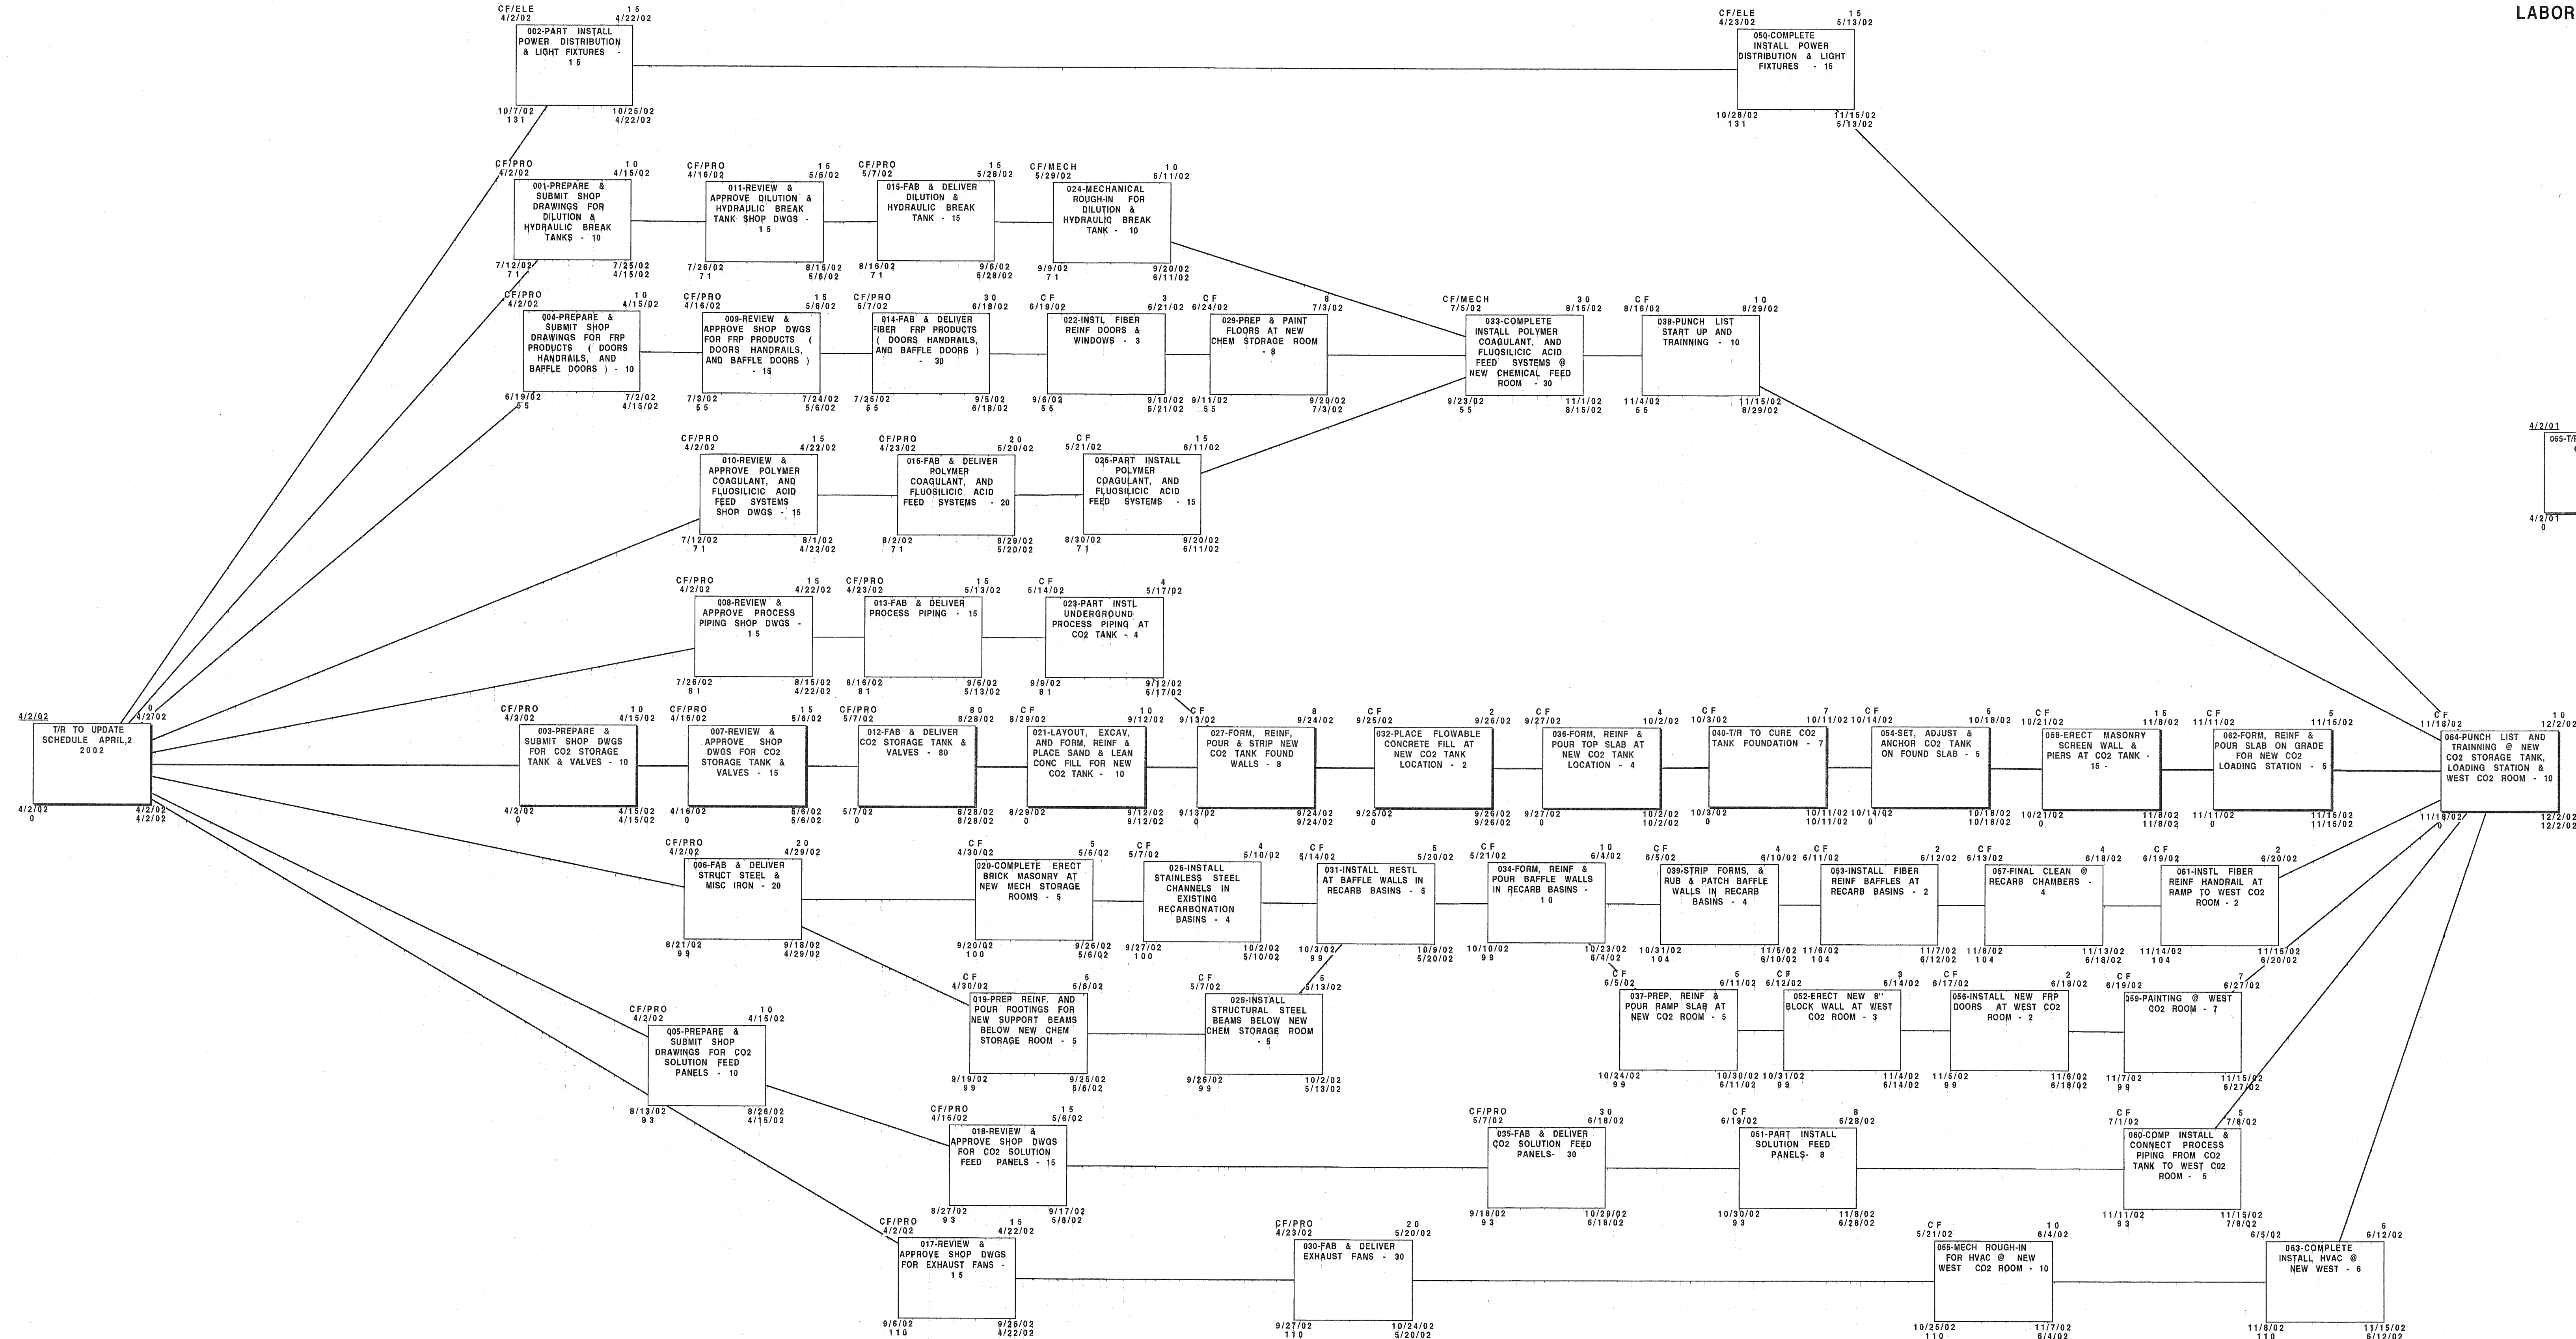 LABOR
CF/ELE 15
4/2/02 4/22/02
002-PART INSTALL
POWER DISTRIBUTION
& LIGHT FIXTURES -
15
10/7/02 10/25/02
131 4/22/02
CF/ELE 15
4/23/02 5/13/02
050-COMPLETE
INSTALL POWER
DISTRIBUTION & LIGHT
FIXTURES - 15
10/28/02 11/15/02
131 5/13/02
CF/PRO 10
4/2/02 4/15/02
001-PREPARE &
SUBMIT SHOP
DRAWINGS FOR
DILUTION &
HYDRAULIC BREAK
TANKS - 10
7/12/02 7/25/02
71 4/15/02
CF/PRO 15
4/16/02 5/6/02
011-REVIEW &
APPROVE DILUTION &
HYDRAULIC BREAK
TANK SHOP DWGS -
15
7/26/02 8/15/02
71 5/6/02
CF/PRO 15
5/7/02 5/28/02
015-FAB & DELIVER
DILUTION &
HYDRAULIC BREAK
TANK - 15
8/16/02 9/6/02
71 5/28/02
CF/MECH 10
5/29/02 6/11/02
024-MECHANICAL
ROUGH-IN FOR
DILUTION &
HYDRAULIC BREAK
TANK - 10
9/9/02 9/20/02
71 6/11/02
CF/PRO 10
4/2/02 4/15/02
004-PREPARE &
SUBMIT SHOP
DRAWINGS FOR FRP
PRODUCTS ( DOORS
HANDRAILS, AND
BAFFLE DOORS ) - 10
6/19/02 7/2/02
55 4/15/02
CF/PRO 15
4/16/02 5/6/02
009-REVIEW &
APPROVE SHOP DWGS
FOR FRP PRODUCTS (
DOORS HANDRAILS,
AND BAFFLE DOORS )
- 15
7/3/02 7/24/02
55 5/6/02
CF/PRO 30
5/7/02 6/18/02
014-FAB & DELIVER
FIBER FRP PRODUCTS
( DOORS HANDRAILS,
AND BAFFLE DOORS )
- 30
7/25/02 9/5/02
55 6/18/02
CF 3
6/19/02 6/21/02
022-INSTL FIBER
REINF DOORS &
WINDOWS - 3
9/6/02 9/10/02
55 6/21/02
CF 8
6/24/02 7/3/02
029-PREP & PAINT
FLOORS AT NEW
CHEM STORAGE ROOM
- 8
9/11/02 9/20/02
55 7/3/02
CF/MECH 30
7/5/02 8/15/02
033-COMPLETE
INSTALL POLYMER
COAGULANT, AND
FLUOSILICIC ACID
FEED SYSTEMS @
NEW CHEMICAL FEED
ROOM - 30
9/23/02 11/1/02
55 8/15/02
CF 10
8/16/02 8/29/02
038-PUNCH LIST
START UP AND
TRAINNING - 10
11/4/02 11/15/02
55 8/29/02
4/2/01
065-T/
4/2/01
0
CF/PRO 15
4/2/02 4/22/02
010-REVIEW &
APPROVE POLYMER
COAGULANT, AND
FLUOSILICIC ACID
FEED SYSTEMS
SHOP DWGS - 15
7/12/02 8/1/02
71 4/22/02
CF/PRO 20
4/23/02 5/20/02
016-FAB & DELIVER
POLYMER
COAGULANT, AND
FLUOSILICIC ACID
FEED SYSTEMS - 20
8/2/02 8/29/02
71 5/20/02
CF 15
5/21/02 6/11/02
025-PART INSTALL
POLYMER
COAGULANT, AND
FLUOSILICIC ACID
FEED SYSTEMS - 15
8/30/02 9/20/02
71 6/11/02
CF/PRO 15
4/2/02 4/22/02
008-REVIEW &
APPROVE PROCESS
PIPING SHOP DWGS -
15
7/26/02 8/15/02
81 4/22/02
CF/PRO 15
4/23/02 5/13/02
013-FAB & DELIVER
PROCESS PIPING - 15
8/16/02 9/6/02
81 5/13/02
CF 4
5/14/02 5/17/02
023-PART INSTL
UNDERGROUND
PROCESS PIPING AT
CO2 TANK - 4
9/9/02 9/12/02
81 5/17/02
0
4/2/02 4/2/02
T/R TO UPDATE
SCHEDULE APRIL,2
2002
4/2/02 4/2/02
0 4/2/02
CF/PRO 10
4/2/02 4/15/02
003-PREPARE &
SUBMIT SHOP DWGS
FOR CO2 STORAGE
TANK & VALVES - 10
4/2/02 4/15/02
0 4/15/02
CF/PRO 15
4/16/02 5/6/02
007-REVIEW &
APPROVE SHOP
DWGS FOR CO2
STORAGE TANK &
VALVES - 15
4/16/02 5/6/02
0 5/6/02
CF/PRO 80
5/7/02 8/28/02
012-FAB & DELIVER
CO2 STORAGE TANK &
VALVES - 80
5/7/02 8/28/02
0 8/28/02
CF 10
8/29/02 9/12/02
021-LAYOUT, EXCAV,
AND FORM, REINF &
PLACE SAND & LEAN
CONC FILL FOR NEW
CO2 TANK - 10
8/29/02 9/12/02
0 9/12/02
CF 8
9/13/02 9/24/02
027-FORM, REINF,
POUR & STRIP NEW
CO2 TANK FOUND
WALLS - 8
9/13/02 9/24/02
0 9/24/02
CF 2
9/25/02 9/26/02
032-PLACE FLOWABLE
CONCRETE FILL AT
NEW CO2 TANK
LOCATION - 2
9/25/02 9/26/02
0 9/26/02
CF 4
9/27/02 10/2/02
036-FORM, REINF &
POUR TOP SLAB AT
NEW CO2 TANK
LOCATION - 4
9/27/02 10/2/02
0 10/2/02
CF 7
10/3/02 10/11/02
040-T/R TO CURE CO2
TANK FOUNDATION - 7
10/3/02 10/11/02
0 10/11/02
CF 5
10/14/02 10/18/02
054-SET, ADJUST &
ANCHOR CO2 TANK
ON FOUND SLAB - 5
10/14/02 10/18/02
0 10/18/02
CF 15
10/21/02 11/8/02
058-ERECT MASONRY
SCREEN WALL &
PIERS AT CO2 TANK -
15 -
10/21/02 11/8/02
0 11/8/02
CF 5
11/11/02 11/15/02
062-FORM, REINF &
POUR SLAB ON GRADE
FOR NEW CO2
LOADING STATION - 5
11/11/02 11/15/02
0 11/15/02
CF 10
11/18/02 12/2/02
064-PUNCH LIST AND
TRAINNING @ NEW
CO2 STORAGE TANK,
LOADING STATION &
WEST CO2 ROOM - 10
11/18/02 12/2/02
0 12/2/02
CF/PRO 20
4/2/02 4/29/02
006-FAB & DELIVER
STRUCT STEEL &
MISC IRON - 20
8/21/02 9/18/02
99 4/29/02
CF 5
4/30/02 5/6/02
020-COMPLETE ERECT
BRICK MASONRY AT
NEW MECH STORAGE
ROOMS - 5
9/20/02 9/26/02
100 5/6/02
CF 4
5/7/02 5/10/02
026-INSTALL
STAINLESS STEEL
CHANNELS IN
EXISTING
RECARBONATION
BASINS - 4
9/27/02 10/2/02
100 5/10/02
CF 5
5/14/02 5/20/02
031-INSTALL RESTL
AT BAFFLE WALLS IN
RECARB BASINS - 5
10/3/02 10/9/02
99 5/20/02
CF 10
5/21/02 6/4/02
034-FORM, REINF &
POUR BAFFLE WALLS
IN RECARB BASINS -
10
10/10/02 10/23/02
99 6/4/02
CF 4
6/5/02 6/10/02
039-STRIP FORMS, &
RUB & PATCH BAFFLE
WALLS IN RECARB
BASINS - 4
10/31/02 11/5/02
104 6/10/02
CF 2
6/11/02 6/12/02
053-INSTALL FIBER
REINF BAFFLES AT
RECARB BASINS - 2
11/6/02 11/7/02
104 6/12/02
CF 4
6/13/02 6/18/02
057-FINAL CLEAN @
RECARB CHAMBERS -
4
11/8/02 11/13/02
104 6/18/02
CF 2
6/19/02 6/20/02
061-INSTL FIBER
REINF HANDRAIL AT
RAMP TO WEST CO2
ROOM - 2
11/14/02 11/15/02
104 6/20/02
CF 5
4/30/02 5/6/02
019-PREP REINF. AND
POUR FOOTINGS FOR
NEW SUPPORT BEAMS
BELOW NEW CHEM
STORAGE ROOM - 5
9/19/02 9/25/02
99 5/6/02
CF 5
5/7/02 5/13/02
028-INSTALL
STRUCTURAL STEEL
BEAMS BELOW NEW
CHEM STORAGE ROOM
- 5
9/26/02 10/2/02
99 5/13/02
CF 5
6/5/02 6/11/02
037-PREP, REINF &
POUR RAMP SLAB AT
NEW CO2 ROOM - 5
10/24/02 10/30/02
99 6/11/02
CF 3
6/12/02 6/14/02
052-ERECT NEW 8"
BLOCK WALL AT WEST
CO2 ROOM - 3
10/31/02 11/4/02
99 6/14/02
CF 2
6/17/02 6/18/02
056-INSTALL NEW FRP
DOORS AT WEST CO2
ROOM - 2
11/5/02 11/6/02
99 6/18/02
CF 7
6/19/02 6/27/02
059-PAINTING @ WEST
CO2 ROOM - 7
11/7/02 11/15/02
99 6/27/02
CF/PRO 10
4/2/02 4/15/02
005-PREPARE &
SUBMIT SHOP
DRAWINGS FOR CO2
SOLUTION FEED
PANELS - 10
8/13/02 8/26/02
93 4/15/02
CF/PRO 15
4/16/02 5/6/02
018-REVIEW &
APPROVE SHOP DWGS
FOR CO2 SOLUTION
FEED PANELS - 15
8/27/02 9/17/02
93 5/6/02
CF/PRO 30
5/7/02 6/18/02
035-FAB & DELIVER
CO2 SOLUTION FEED
PANELS- 30
9/18/02 10/29/02
93 6/18/02
CF 8
6/19/02 6/28/02
051-PART INSTALL
SOLUTION FEED
PANELS- 8
10/30/02 11/8/02
93 6/28/02
CF 5
7/1/02 7/8/02
060-COMP INSTALL &
CONNECT PROCESS
PIPING FROM CO2
TANK TO WEST CO2
ROOM - 5
11/11/02 11/15/02
93 7/8/02
CF/PRO 15
4/2/02 4/22/02
017-REVIEW &
APPROVE SHOP DWGS
FOR EXHAUST FANS -
15
9/6/02 9/26/02
110 4/22/02
CF/PRO 20
4/23/02 5/20/02
030-FAB & DELIVER
EXHAUST FANS - 30
9/27/02 10/24/02
110 5/20/02
CF 10
5/21/02 6/4/02
055-MECH ROUGH-IN
FOR HVAC @ NEW
WEST CO2 ROOM - 10
10/25/02 11/7/02
110 6/4/02
6
6/5/02 6/12/02
063-COMPLETE
INSTALL HVAC @
NEW WEST - 6
11/8/02 11/15/02
110 6/12/02